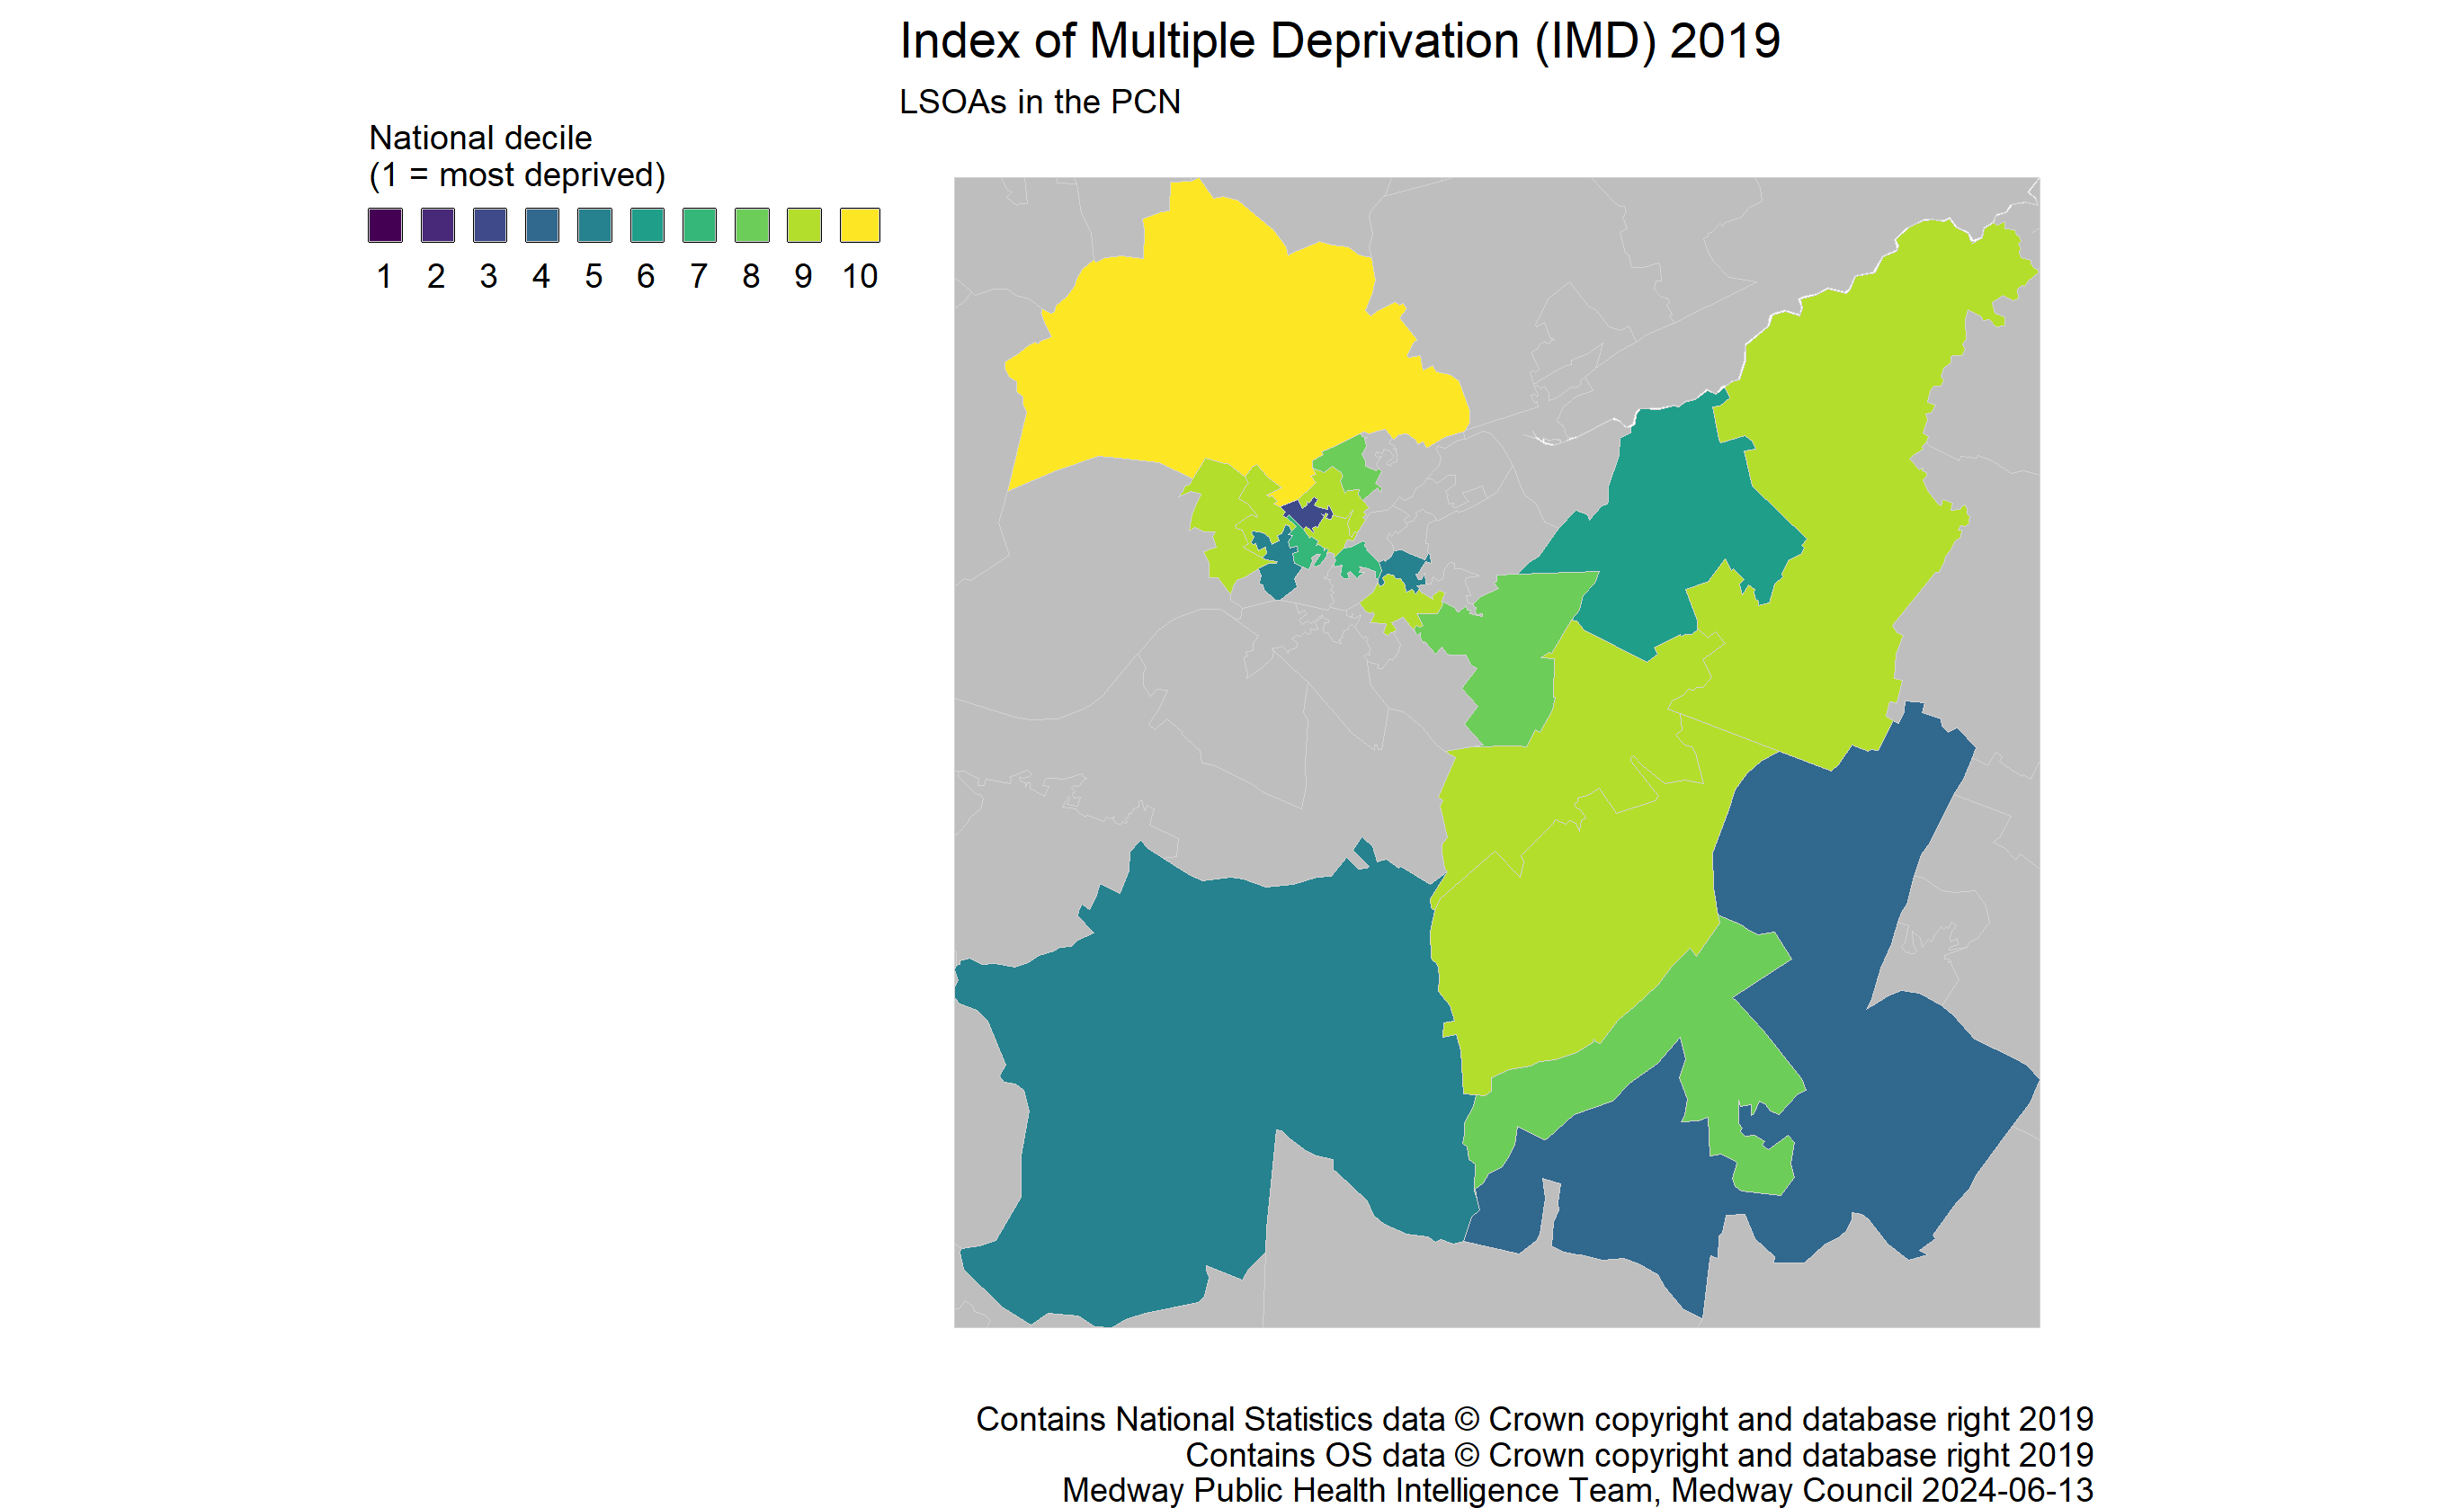 Index of Multiple Deprivation (IMD) 2019
LSOAs in the PCN
National decile
(1 = most deprived)
1 2 3 4 5 6 7 8 9 10
Contains National Statistics data © Crown copyright and database right 2019
Contains OS data © Crown copyright and database right 2019
Medway Public Health Intelligence Team, Medway Council 2024-06-13